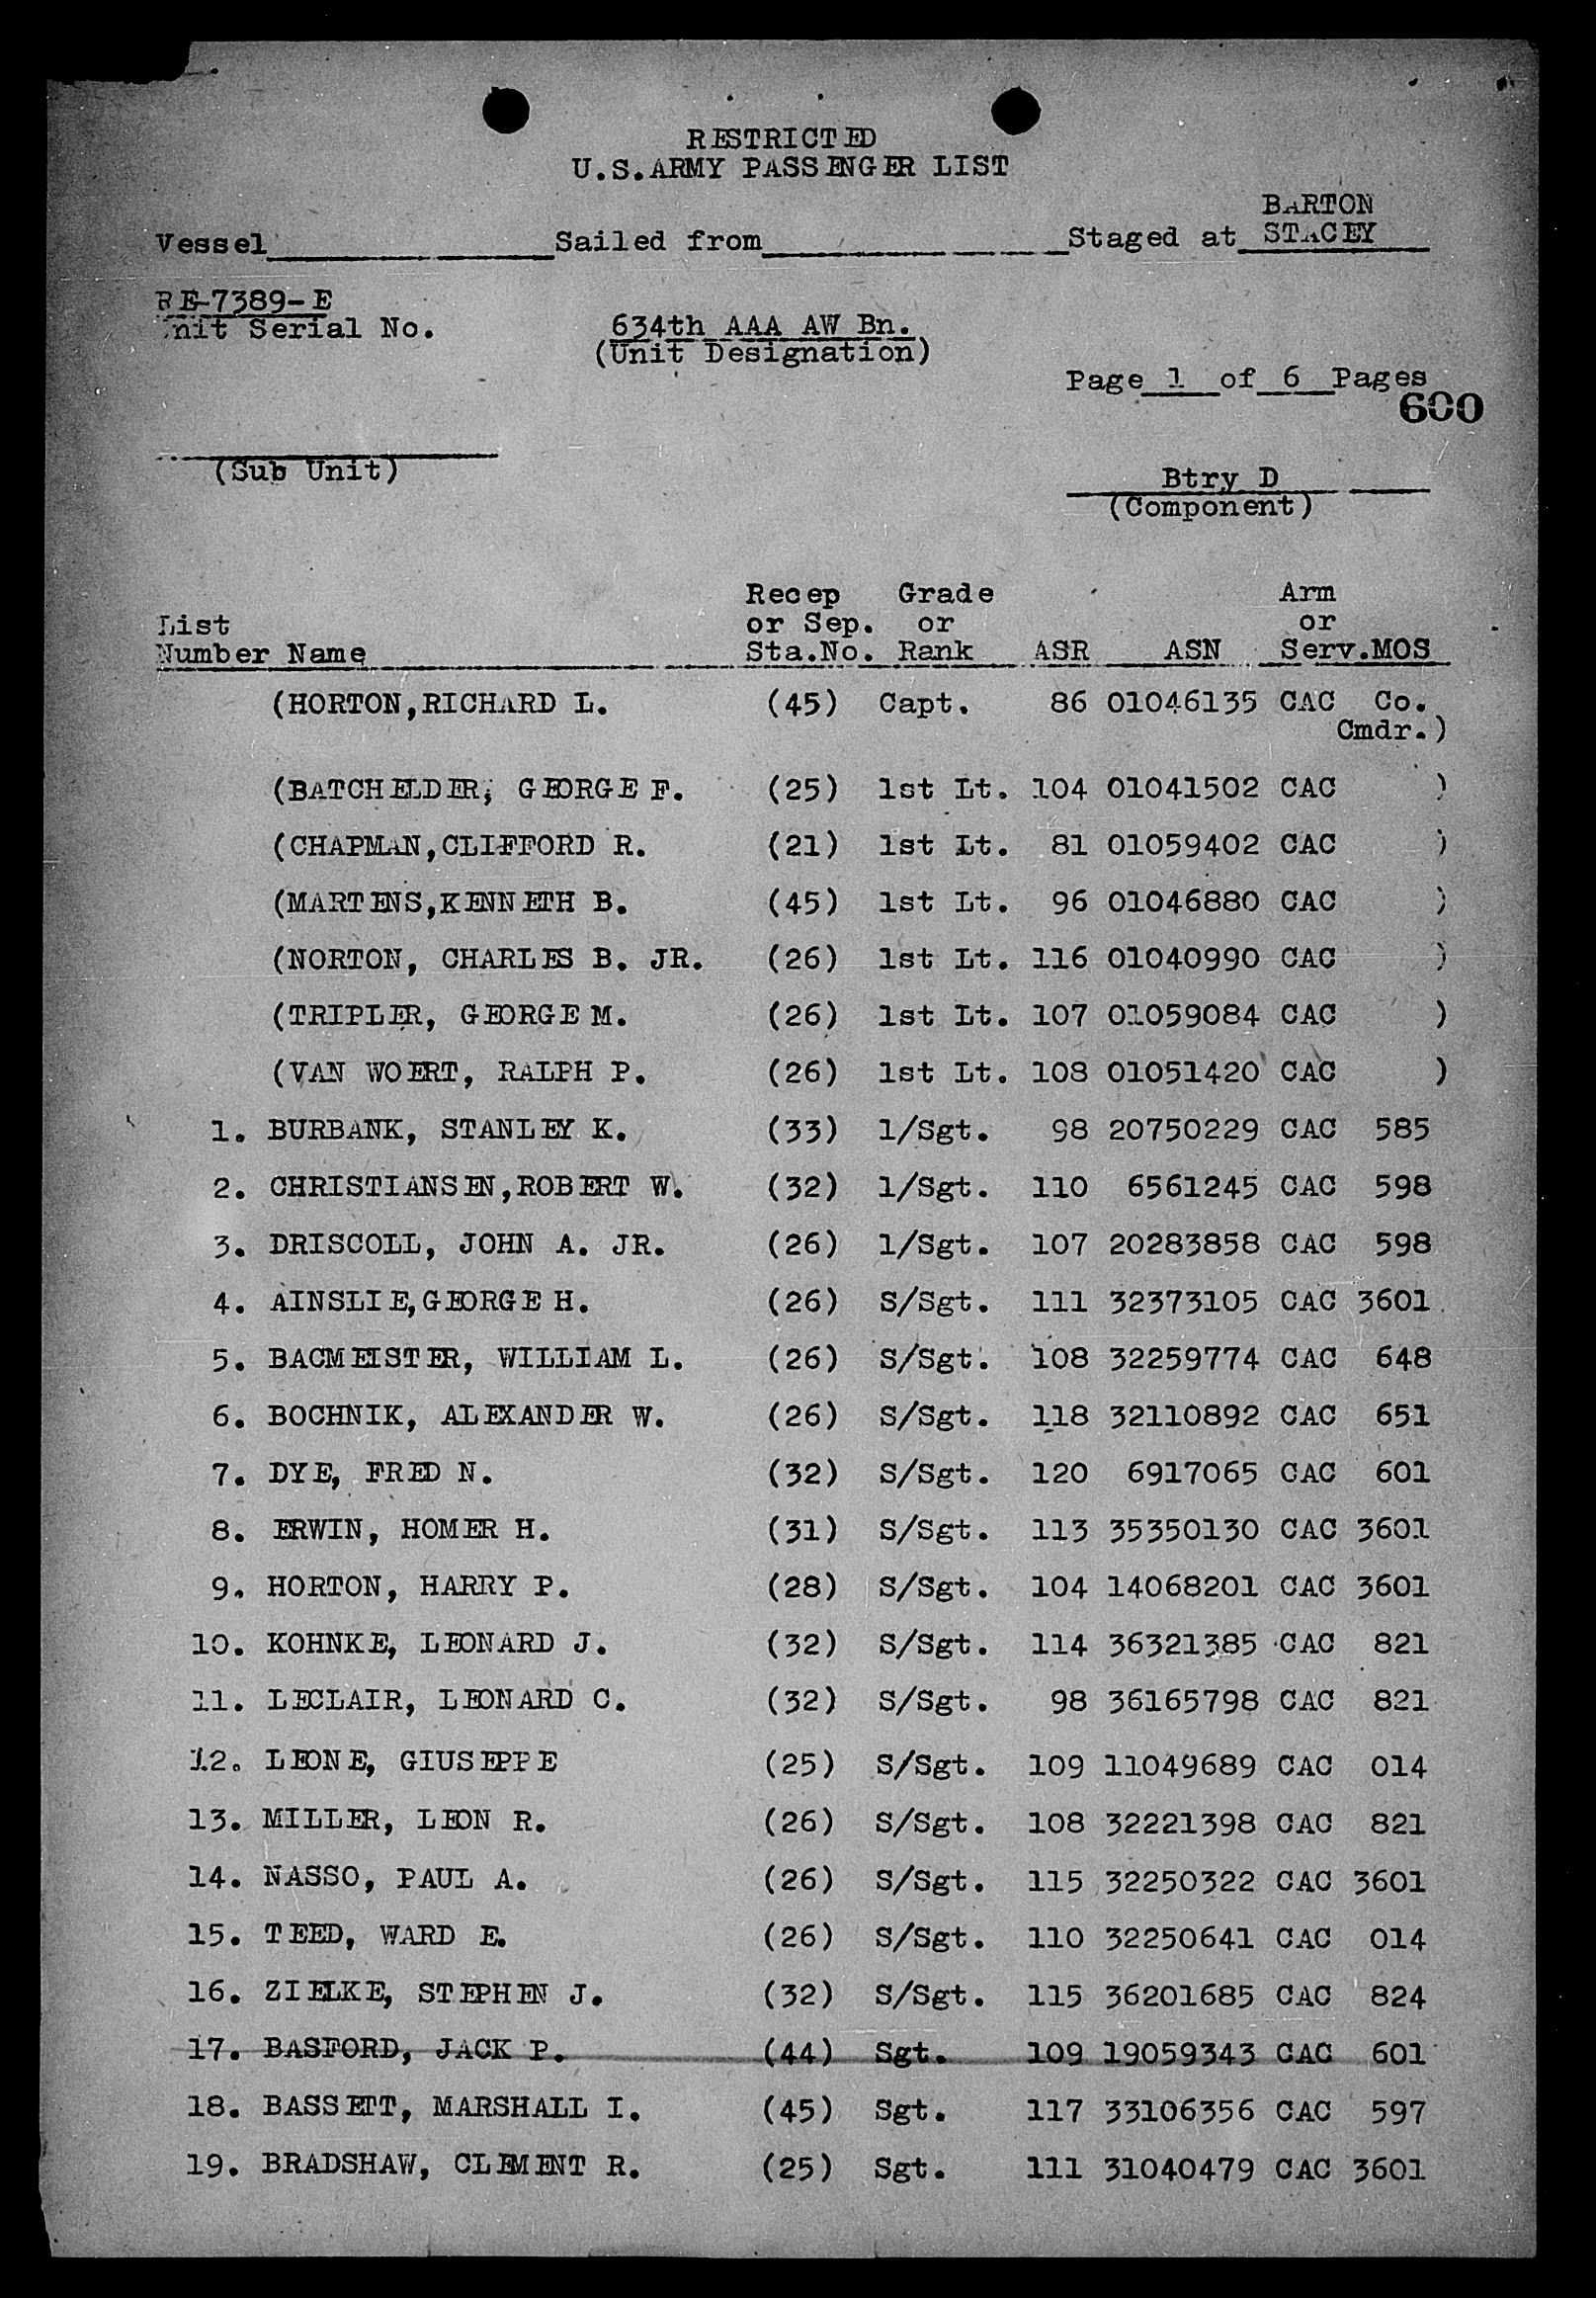 RESTRICTED
U.S.ARMY PASSENGER LIST
BARTON
Vessel Sailed from Staged at STACEY
RE-7389-E
Unit Serial No.
634th AAA AW Bn.
(Unit Designation)
Page 1 of 6 Pages
600
(Sub Unit)
Btry D
(Component)
Recep Grade Arm
List or Sep. or or
Number Name Sta.No. Rank ASR ASN Serv.MOS
(HORTON,RICHARD L. (45) Capt. 86 01046135 CAC Co.
Cmdr.)
(BATCHELDER, GEORGE F. (25) 1st Lt. 104 01041502 CAC )
(CHAPMAN,CLIFFORD R. (21) 1st Lt. 81 01059402 CAC )
(MARTENS,KENNETH B. (45) 1st Lt. 96 01046880 CAC )
(NORTON, CHARLES B. JR. (26) 1st Lt. 116 01040990 CAC )
(TRIPLER, GEORGE M. (26) 1st Lt. 107 01059084 CAC )
(VAN WOERT, RALPH P. (26) 1st Lt. 108 01051420 CAC )
1. BURBANK, STANLEY K. (33) 1/Sgt. 98 20750229 CAC 585
2. CHRISTIANSEN,ROBERT W. (32) 1/Sgt. 110 6561245 CAC 598
3. DRISCOLL, JOHN A. JR. (26) 1/Sgt. 107 20283858 CAC 598
4. AINSLIE,GEORGE H. (26) S/Sgt. 111 32373105 CAC 3601
5. BACMEISTER, WILLIAM L. (26) S/Sgt. 108 32259774 CAC 648
6. BOCHNIK, ALEXANDER W. (26) S/Sgt. 118 32110892 CAC 651
7. DYE, FRED N. (32) S/Sgt. 120 6917065 CAC 601
8. ERWIN, HOMER H. (31) S/Sgt. 113 35350130 CAC 3601
9. HORTON, HARRY P. (28) S/Sgt. 104 14068201 CAC 3601
10. KOHNKE, LEONARD J. (32) S/Sgt. 114 36321385 CAC 821
11. LECLAIR, LEONARD C. (32) S/Sgt. 98 36165798 CAC 821
12. LEONE, GIUSEPPE (25) S/Sgt. 109 11049689 CAC 014
13. MILLER, LEON R. (26) S/Sgt. 108 32221398 CAC 821
14. NASSO, PAUL A. (26) S/Sgt. 115 32250322 CAC 3601
15. TEED, WARD E. (26) S/Sgt. 110 32250641 CAC 014
16. ZIELKE, STEPHEN J. (32) S/Sgt. 115 36201685 CAC 824
17. BASFORD, JACK P. (44) Sgt. 109 19059343 CAC 601
18. BASSETT, MARSHALL I. (45) Sgt. 117 33106356 CAC 597
19. BRADSHAW, CLEMENT R. (25) Sgt. 111 31040479 CAC 3601